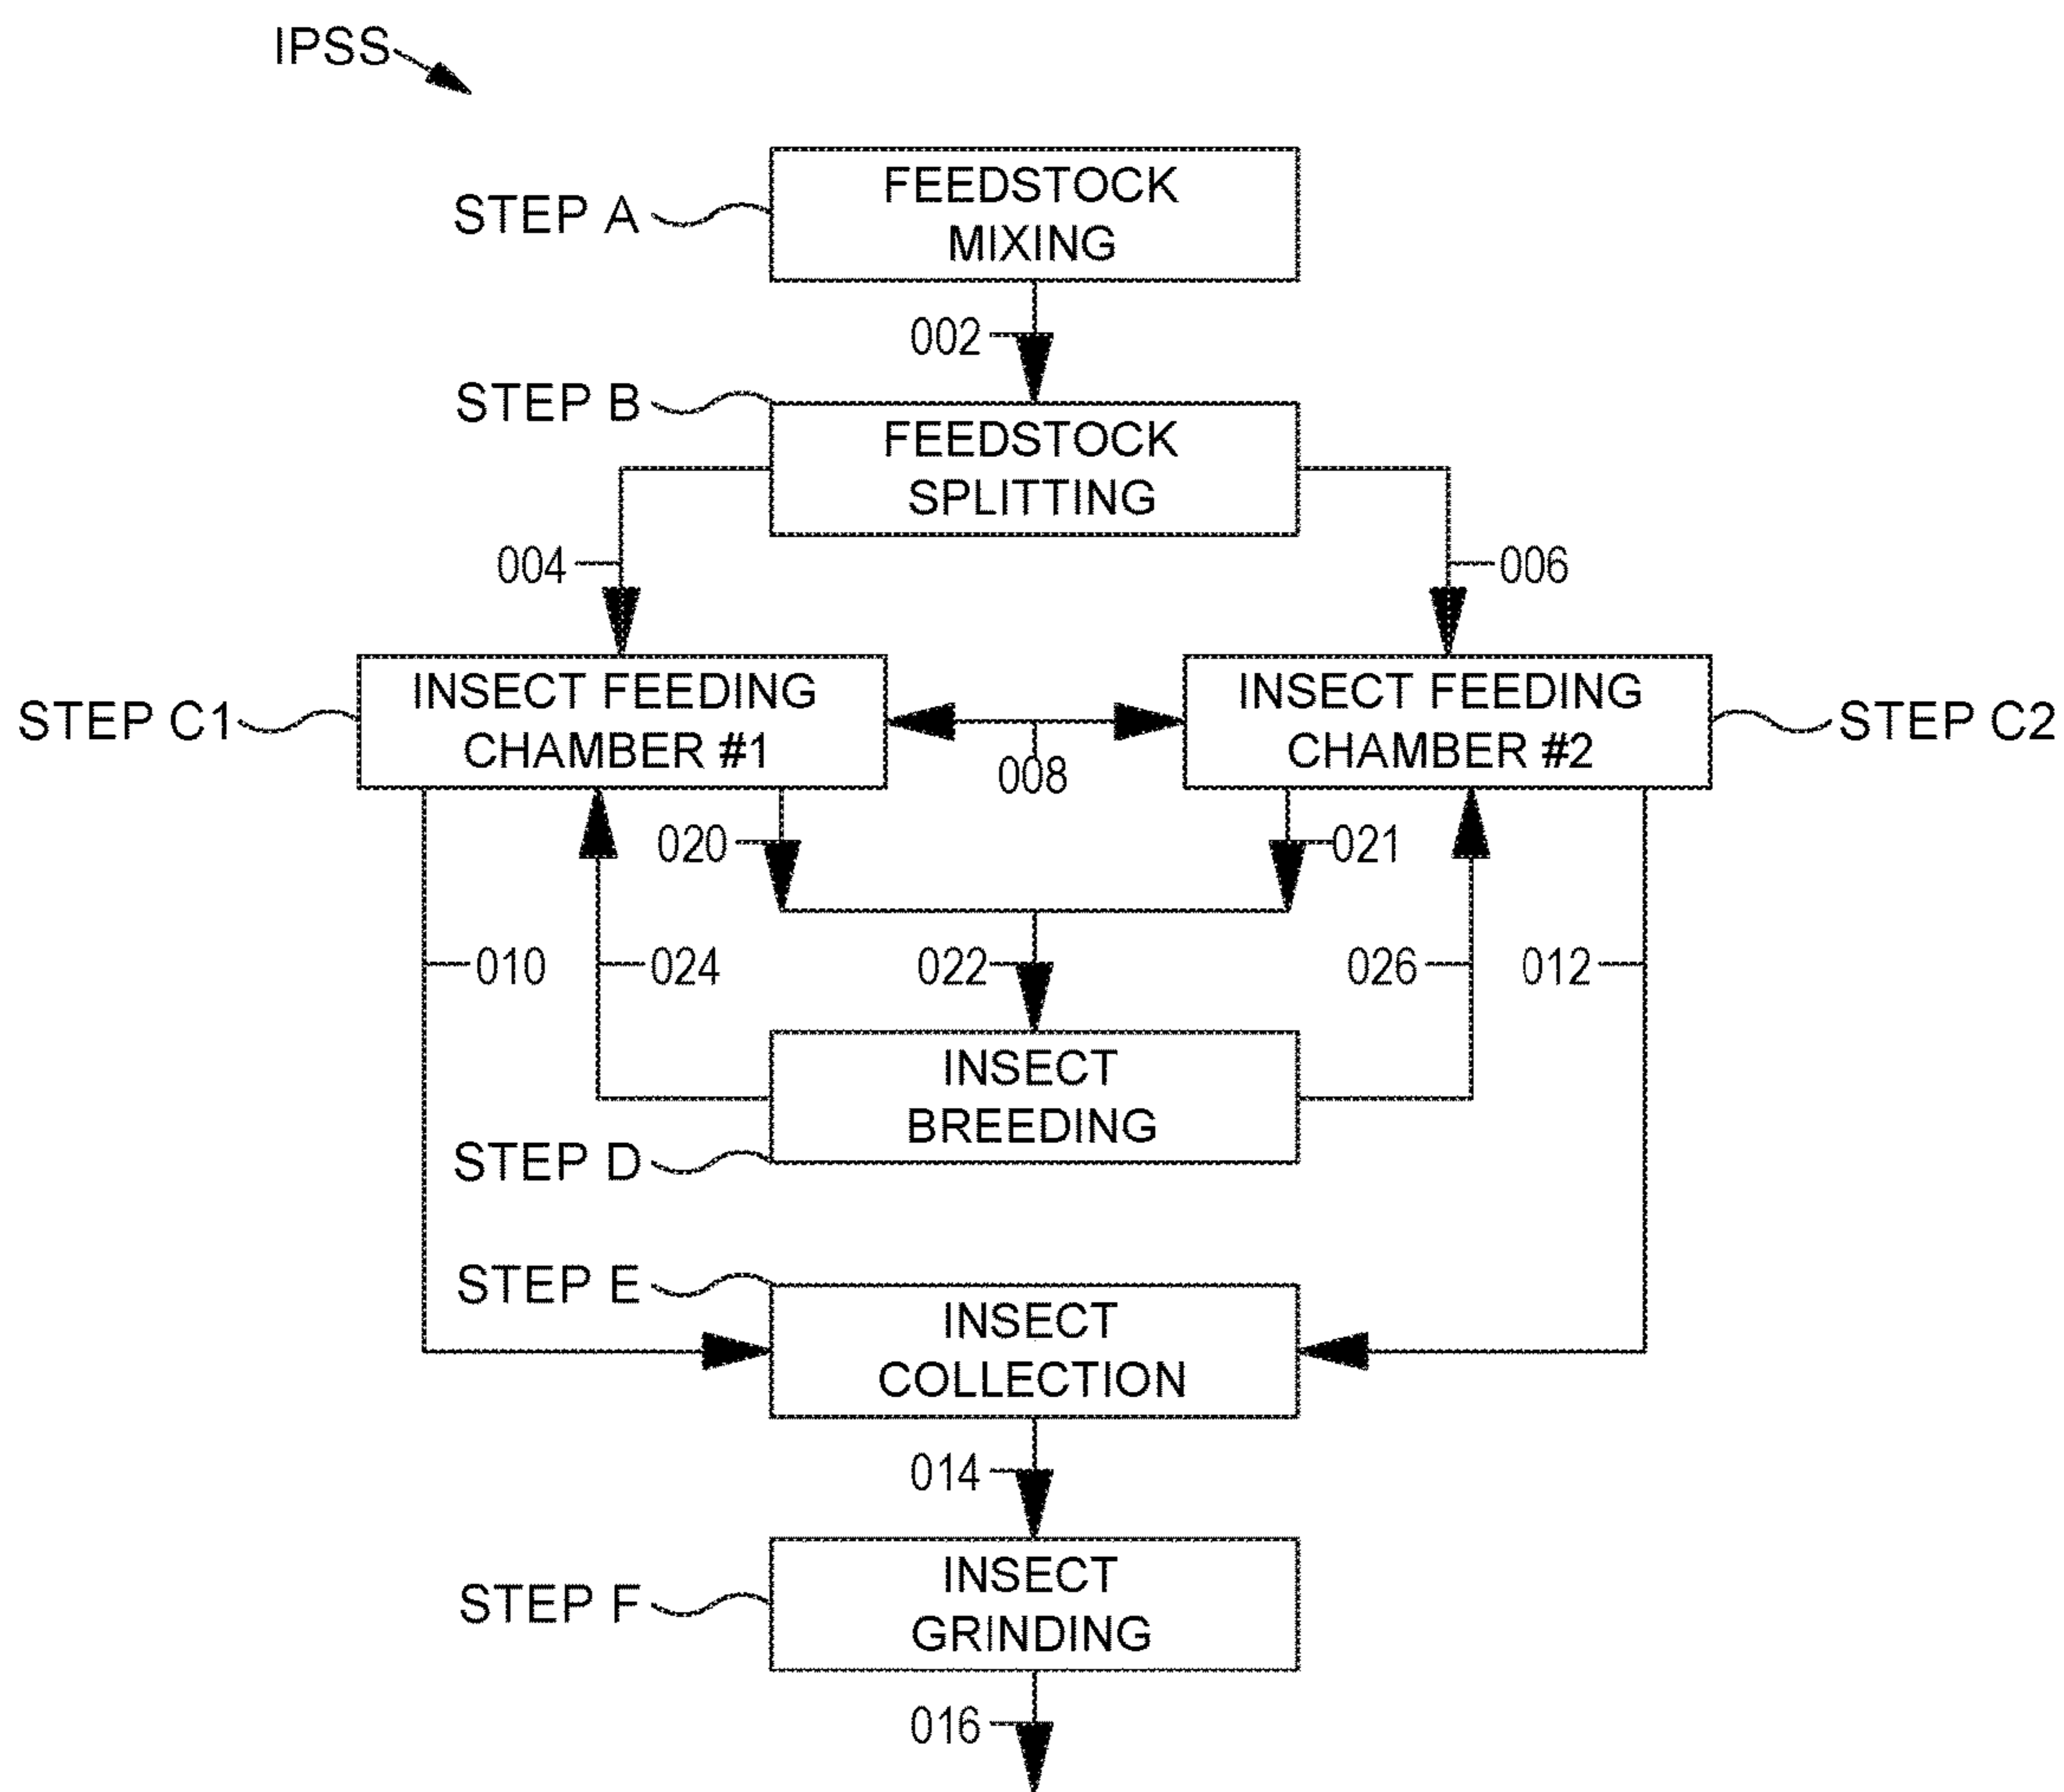 IPSS
STEP A
FEEDSTOCK
MIXING
002
STEP B
FEEDSTOCK
SPLITTING
004
006
STEP C1
INSECT FEEDING
CHAMBER #1
008
INSECT FEEDING
CHAMBER #2
STEP C2
020
021
010
024
022
026
012
INSECT
BREEDING
STEP D
STEP E
INSECT
COLLECTION
014
STEP F
INSECT
GRINDING
016